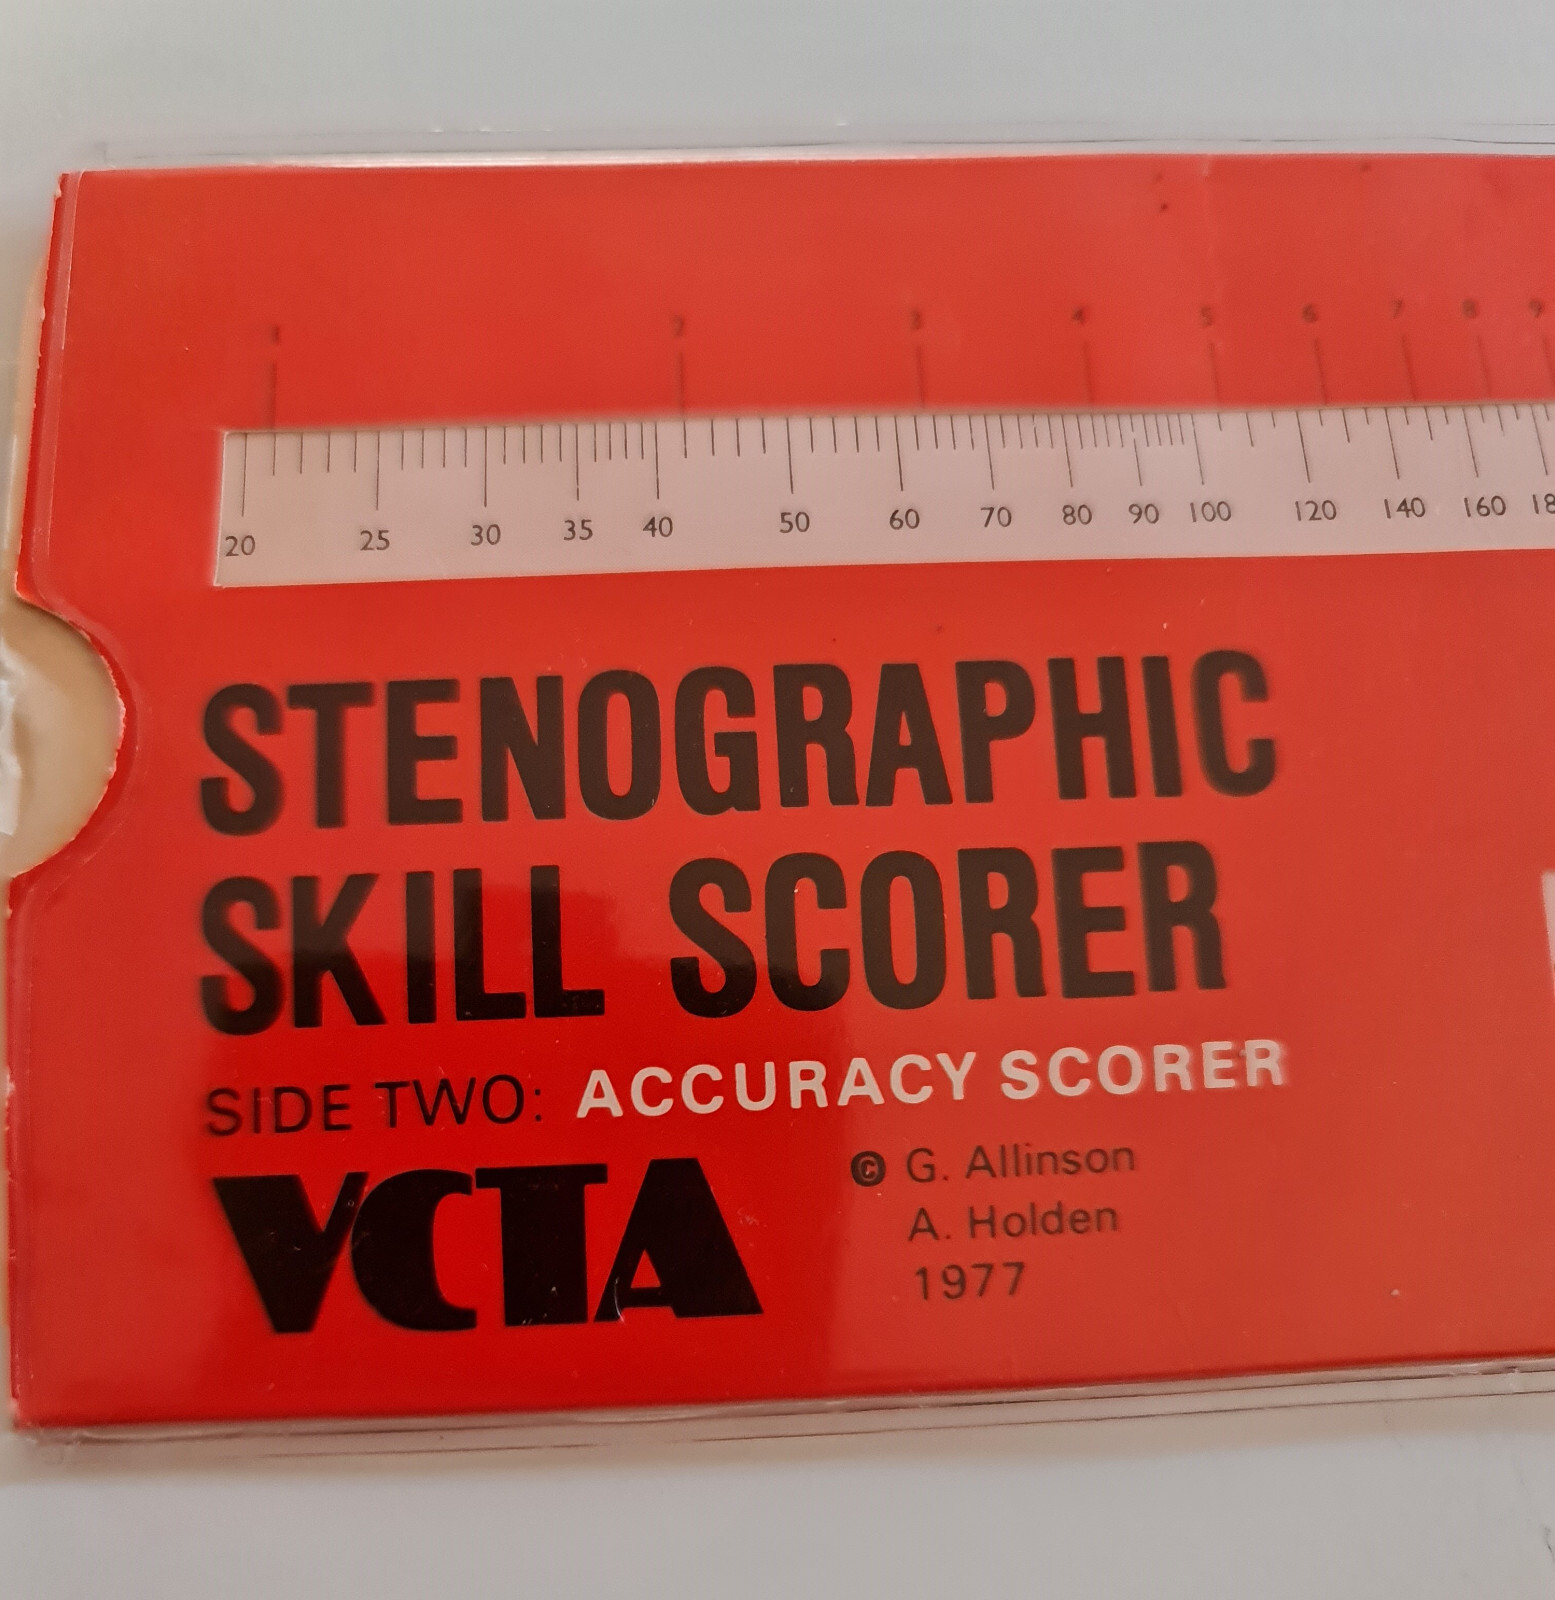 1 2 3 4 5 6 7 8 9
20 25 30 35 40 50 60 70 80 90 100 120 140 160 18
STENOGRAPHIC
SKILL SCORER
SIDE TWO: ACCURACY SCORER
VCTA
© G. Allinson
A. Holden
1977